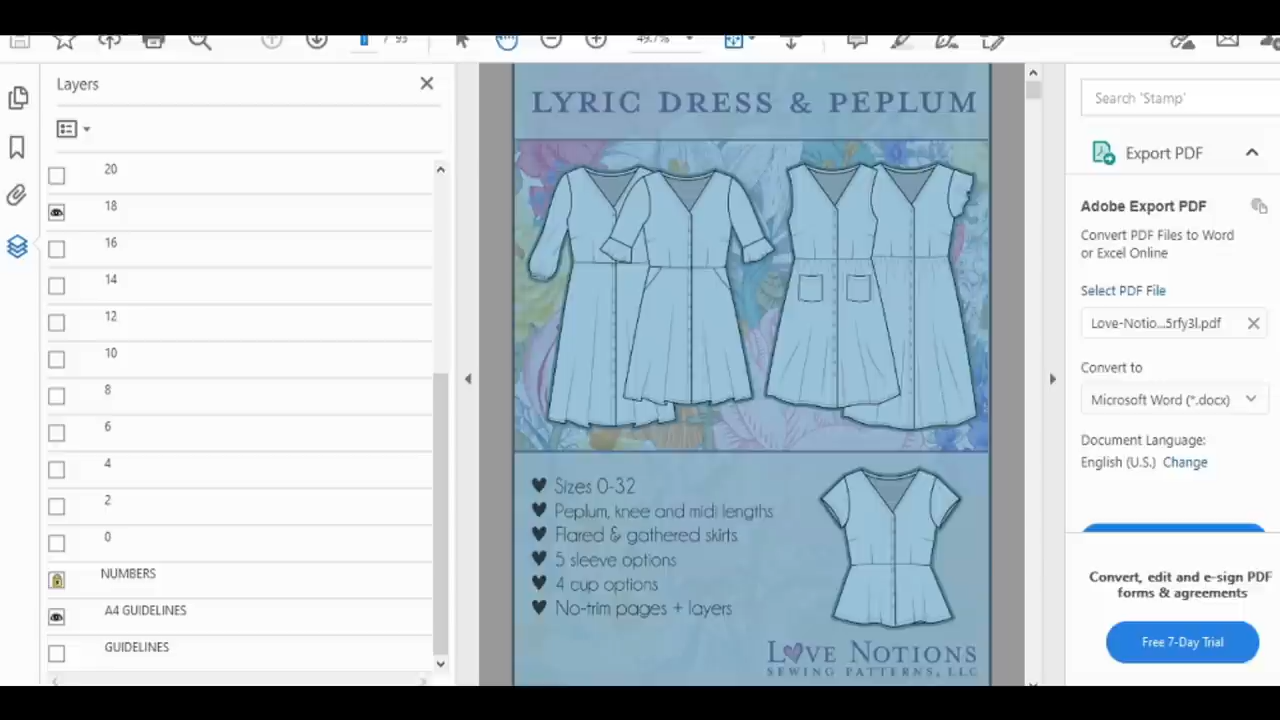 Layers
20
18
16
14
12
10
8
6
4
2
0
NUMBERS
A4 GUIDELINES
GUIDELINES
LYRIC DRESS & PEPLUM
Sizes 0-32
Peplum, knee and midi lengths
Flared & gathered skirts
5 sleeve options
4 cup options
No-trim pages + layers
LOVE NOTIONS
SEWING PATTERNS, LLC
Search 'Stamp'
Export PDF
Adobe Export PDF
Convert PDF Files to Word
or Excel Online
Select PDF File
Love-Notio...5rfy3l.pdf
Convert to
Microsoft Word (*.docx)
Document Language:
English (U.S.) Change
Convert, edit and e-sign PDF
forms & agreements
Free 7-Day Trial